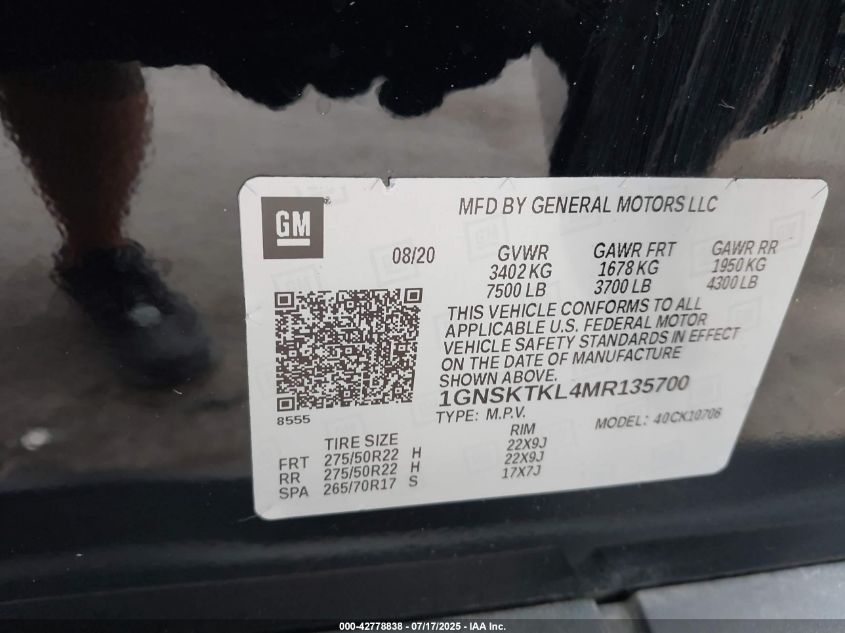 GM
MFD BY GENERAL MOTORS LLC
08/20 GVWR GAWR FRT GAWR RR
3402 KG 1678 KG 1950 KG
7500 LB 3700 LB 4300 LB
THIS VEHICLE CONFORMS TO ALL
APPLICABLE U.S. FEDERAL MOTOR
VEHICLE SAFETY STANDARDS IN EFFECT
ON THE DATE OF MANUFACTURE
SHOWN ABOVE.
1GNSKTKL4MR135700
8555
TYPE: M.P.V. MODEL: 40CK10706
TIRE SIZE RIM
FRT 275/50R22 H 22X9J
RR 275/50R22 H 22X9J
SPA 265/70R17 S 17X7J
000-42778838 - 07/17/2025 - IAA Inc.